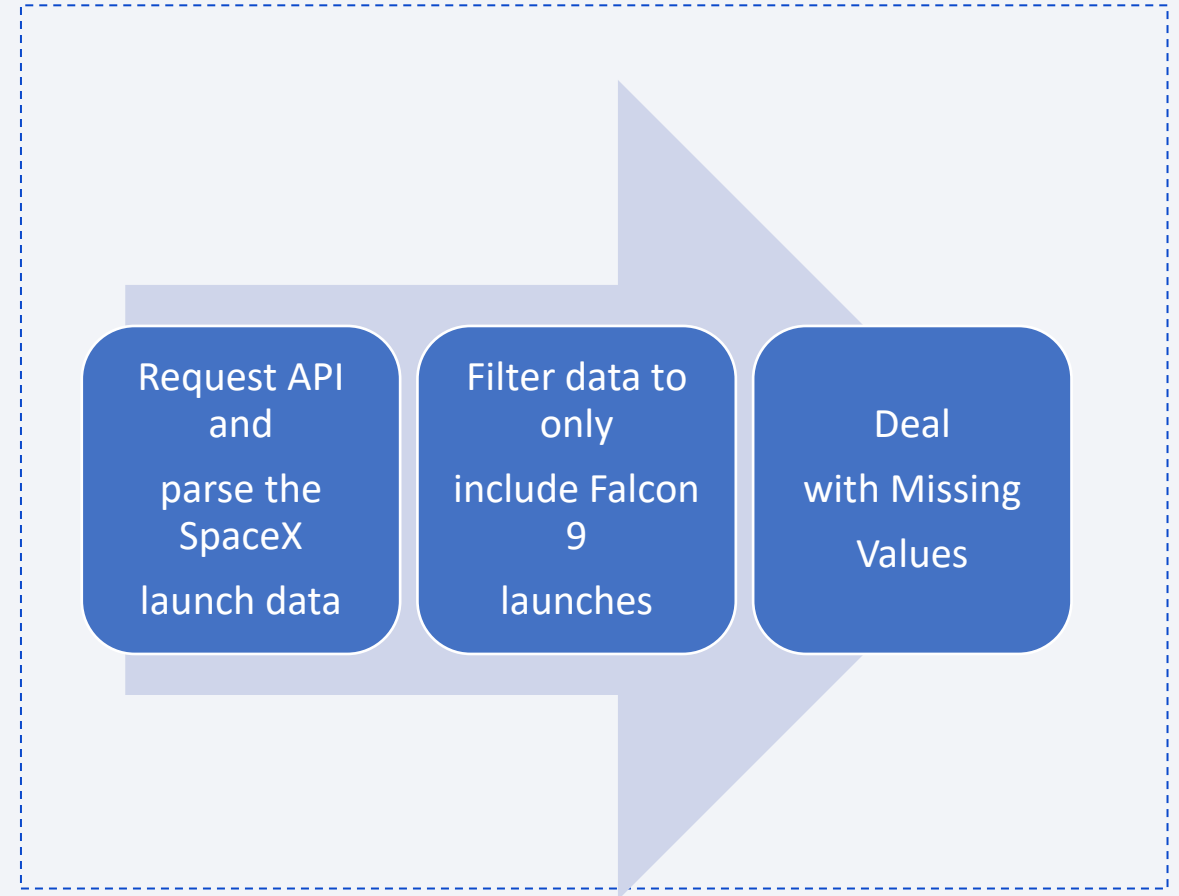 Request API
and
parse the
SpaceX
launch data
Filter data to
only
include Falcon
9
launches
Deal
with Missing
Values